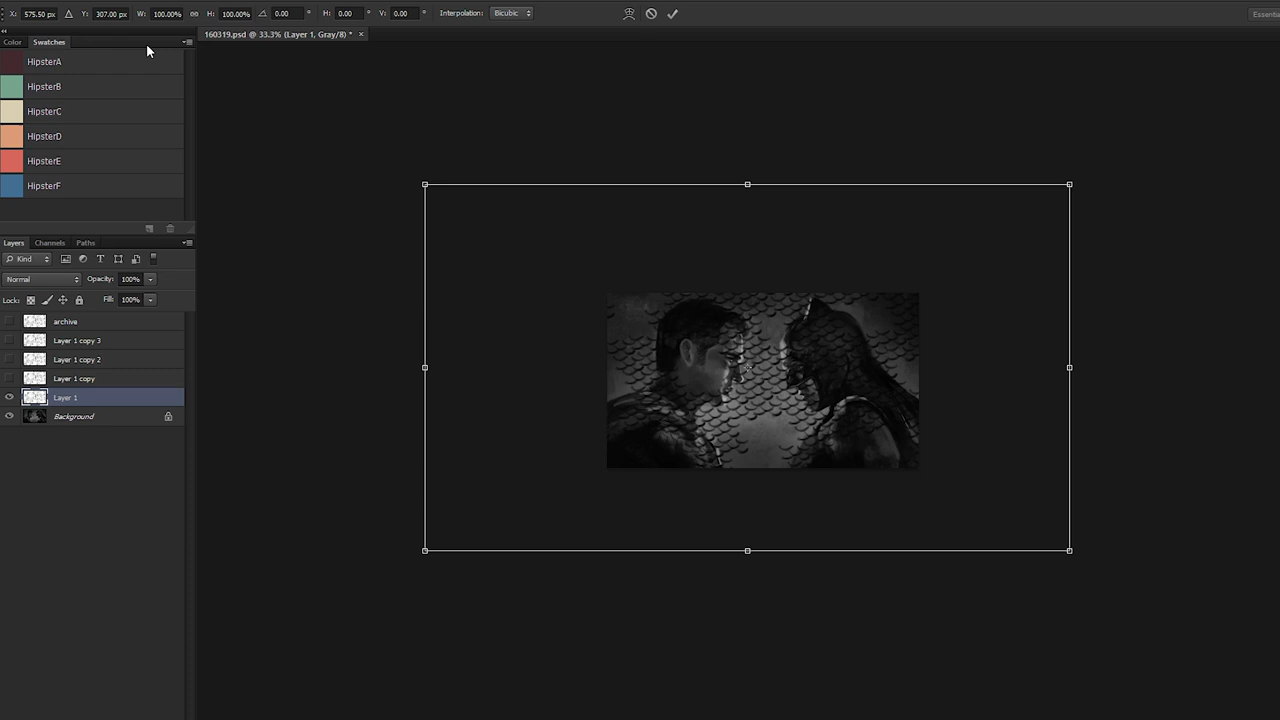 X: 575.50 px Y: 307.00 px W: 100.00% H: 100.00% 0.00 ° H: 0.00 ° V: 0.00 ° Interpolation: Bicubic
160319.psd @ 33.3% (Layer 1, Gray/8) * ×
Color Swatches
HipsterA
HipsterB
HipsterC
HipsterD
HipsterE
HipsterF
Layers Channels Paths
Kind
Normal Opacity: 100%
Lock: Fill: 100%
archive
Layer 1 copy 3
Layer 1 copy 2
Layer 1 copy
Layer 1
Background